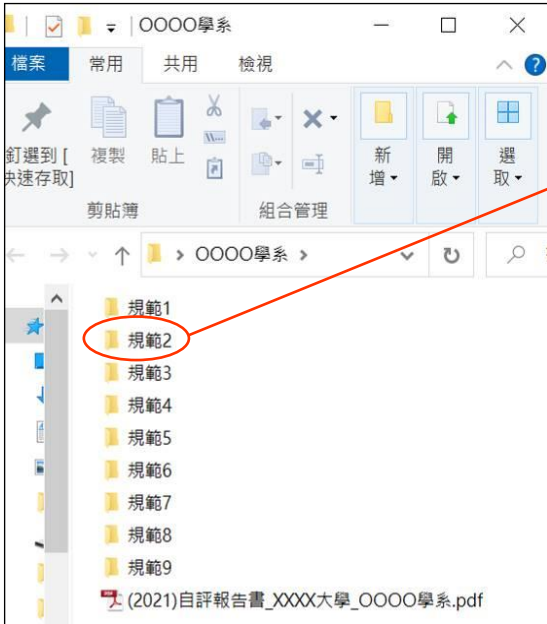 OOOO學系
檔案 常用 共用 檢視
釘選到 [
快速存取]
複製
貼上
新
增
開
啟
選
取
剪貼簿
組合管理
OOOO學系
規範1
規範2
規範3
規範4
規範5
規範6
規範7
規範8
規範9
(2021)自評報告書_XXXX大學_OOOO學系.pdf